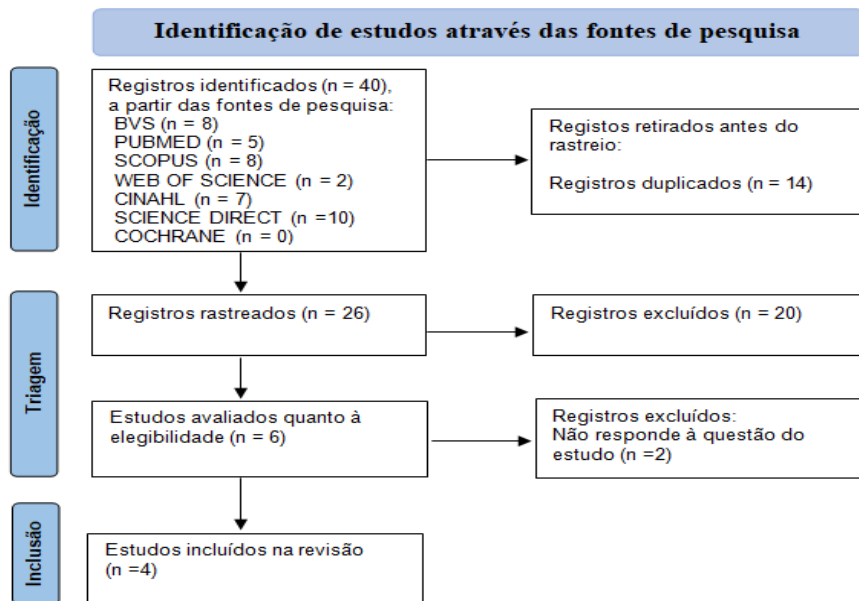 Identificação de estudos através das fontes de pesquisa
Identificação
Registros identificados (n = 40),
a partir das fontes de pesquisa:
BVS (n = 8)
PUBMED (n = 5)
SCOPUS (n = 8)
WEB OF SCIENCE (n = 2)
CINAHL (n = 7)
SCIENCE DIRECT (n =10)
COCHRANE (n = 0)
Registos retirados antes do
rastreio:
Registros duplicados (n = 14)
Triagem
Registros rastreados (n = 26)
Registros excluídos (n = 20)
Estudos avaliados quanto à
elegibilidade (n = 6)
Registros excluídos:
Não responde à questão do
estudo (n =2)
Inclusão
Estudos incluídos na revisão
(n =4)